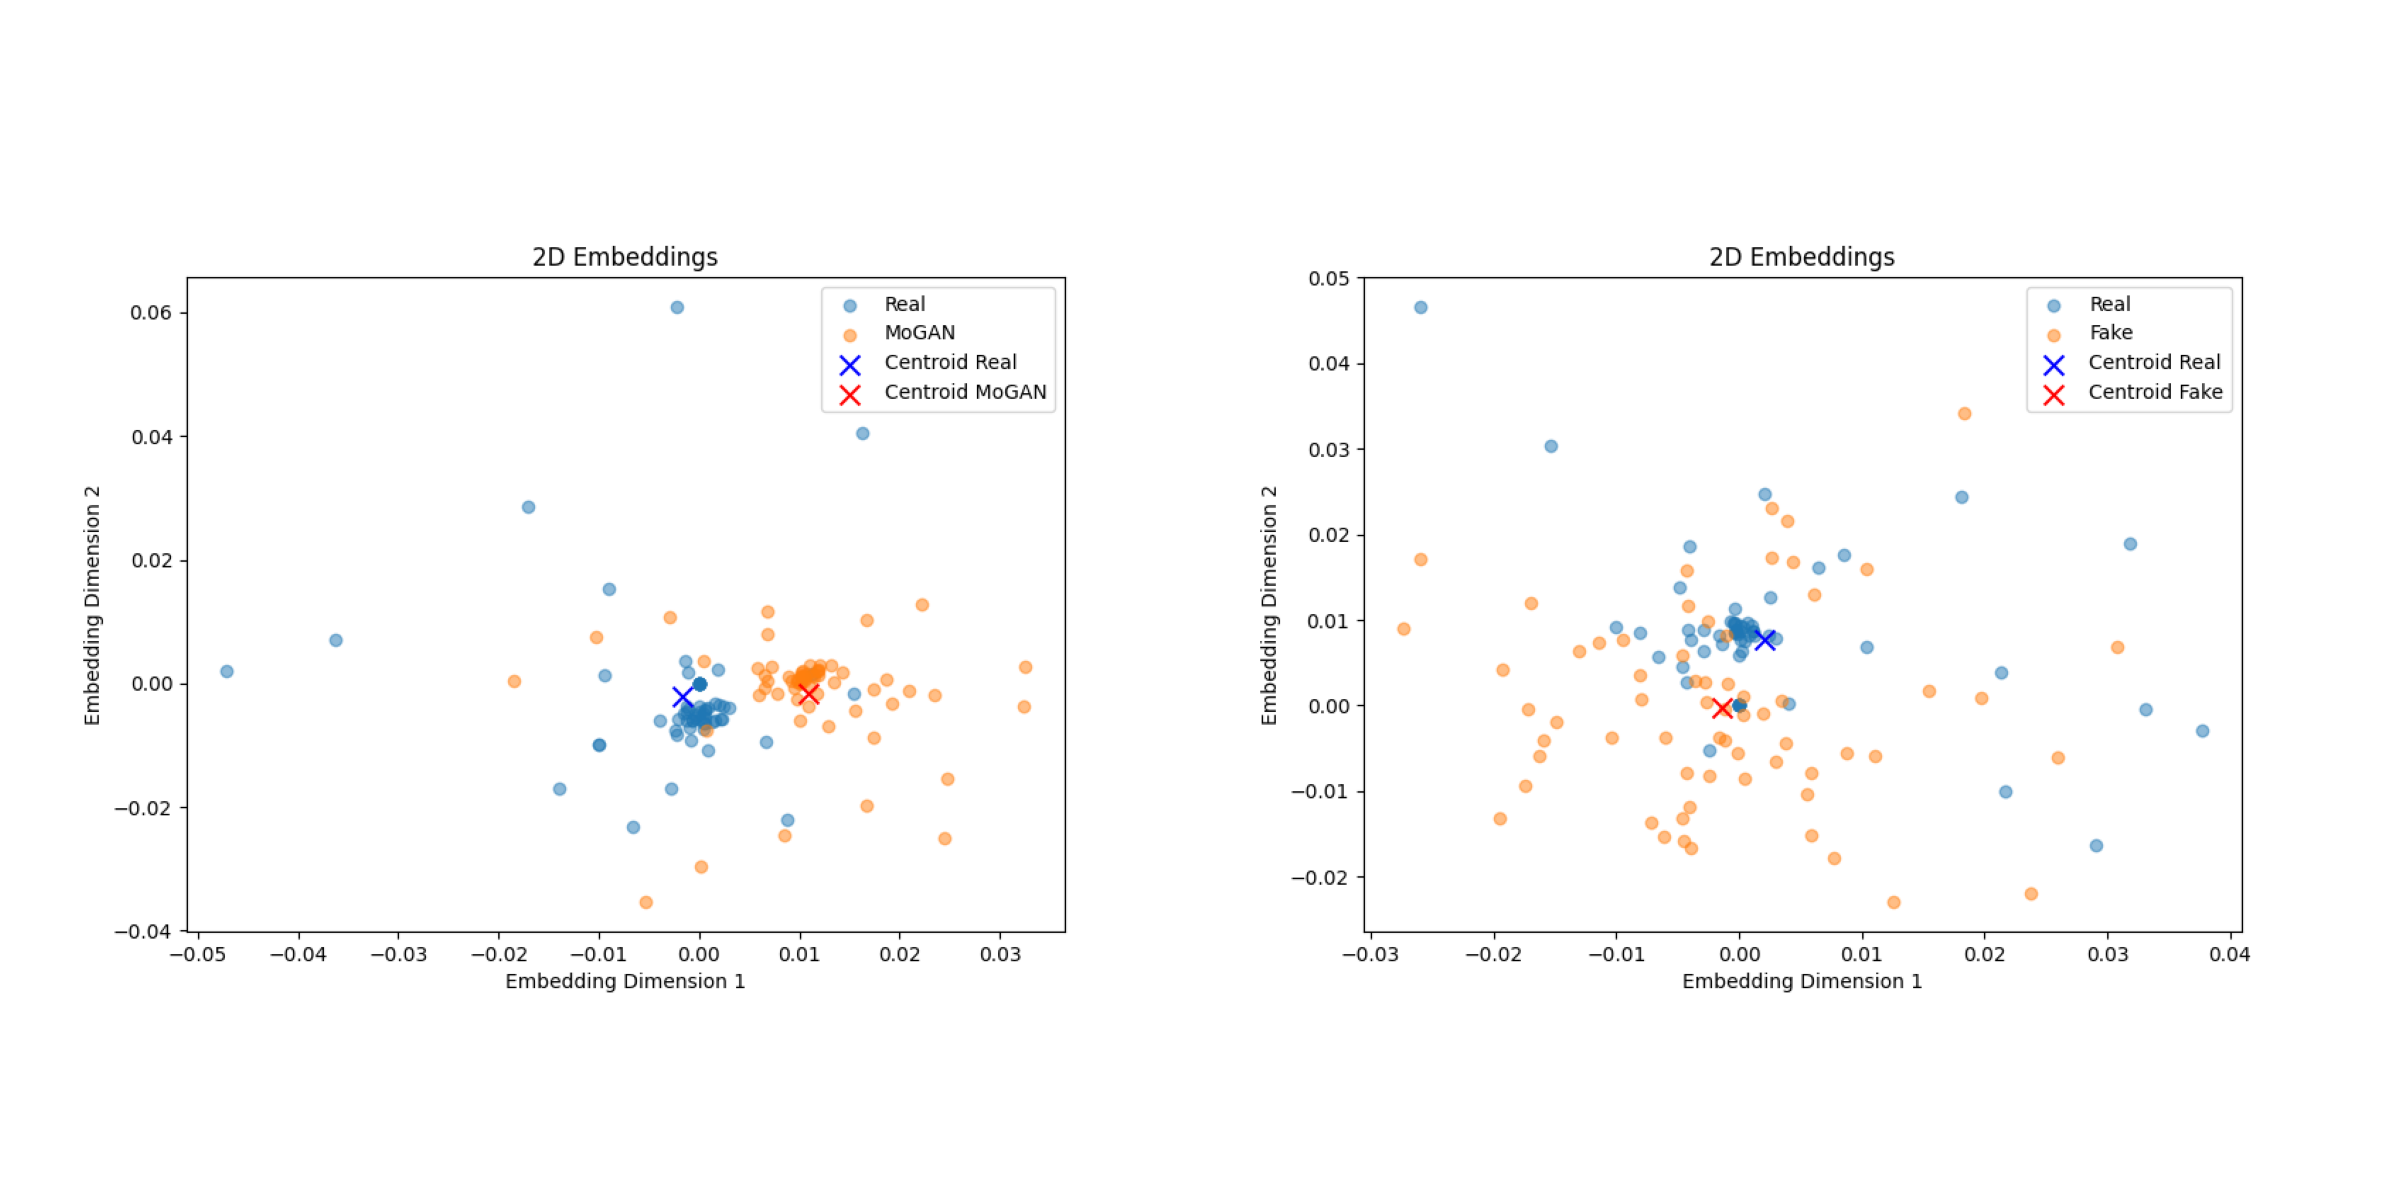 2D Embeddings
Real
MoGAN
Centroid Real
Centroid MoGAN
0.06
0.04
0.02
0.00
−0.02
−0.04
Embedding Dimension 2
−0.05 −0.04 −0.03 −0.02 −0.01 0.00 0.01 0.02 0.03
Embedding Dimension 1
2D Embeddings
Real
Fake
Centroid Real
Centroid Fake
0.05
0.04
0.03
0.02
0.01
0.00
−0.01
−0.02
Embedding Dimension 2
−0.03 −0.02 −0.01 0.00 0.01 0.02 0.03 0.04
Embedding Dimension 1